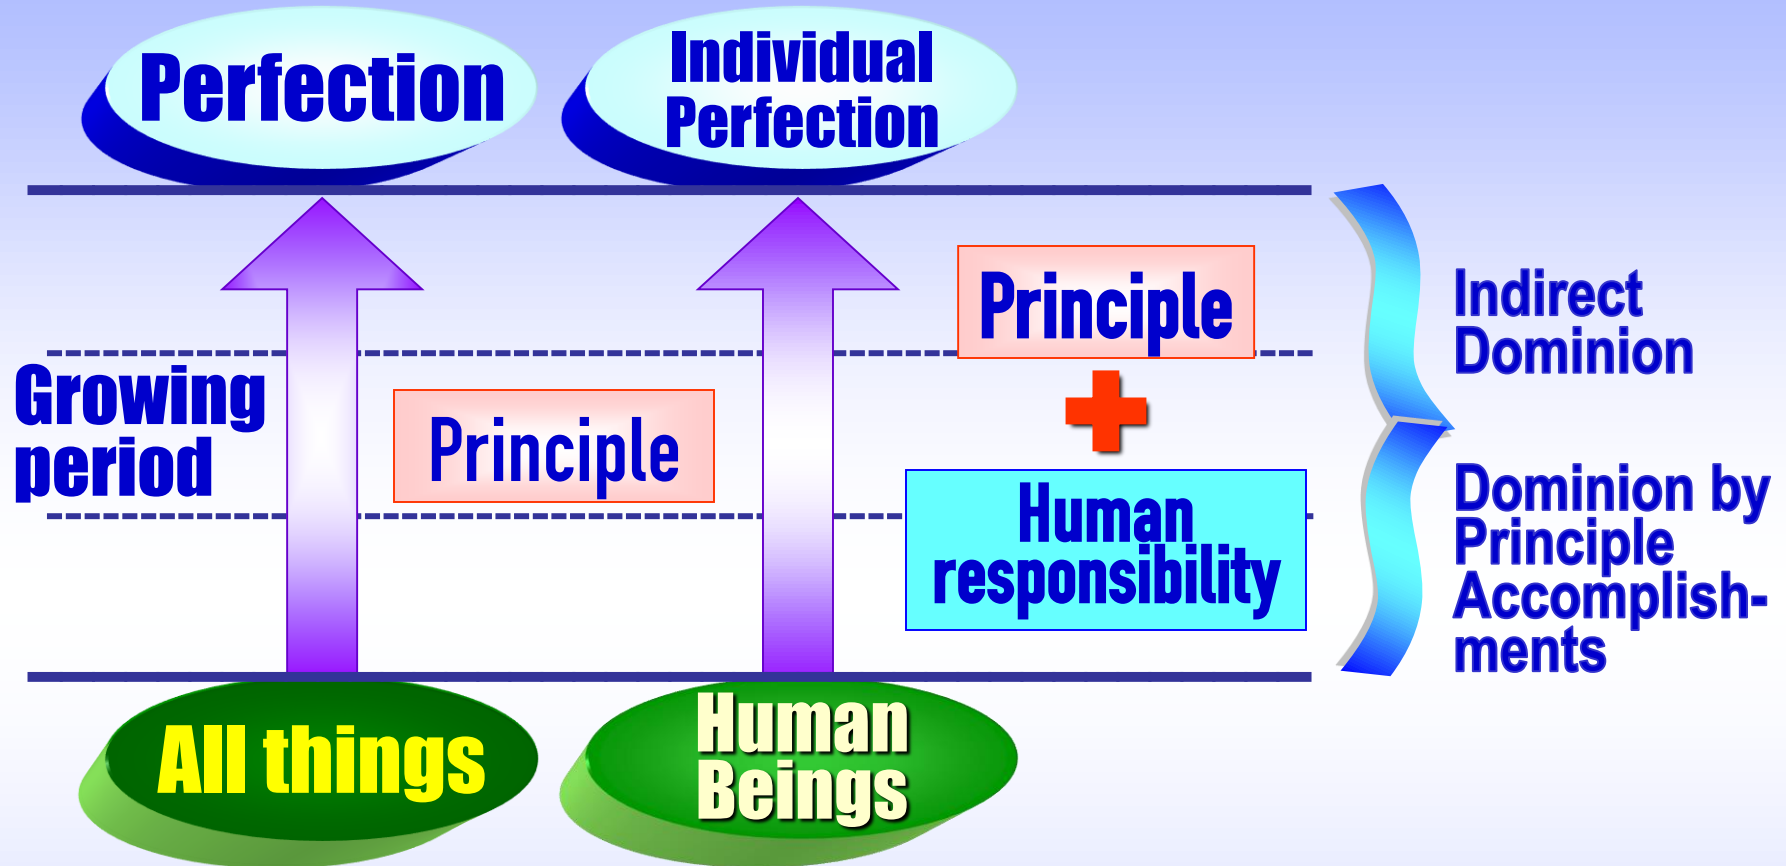 Perfection
Individual
Perfection
Principle
Indirect
Dominion
Growing
period
Principle
Human
responsibility
Dominion by
Principle
Accomplish-
ments
All things
Human
Beings